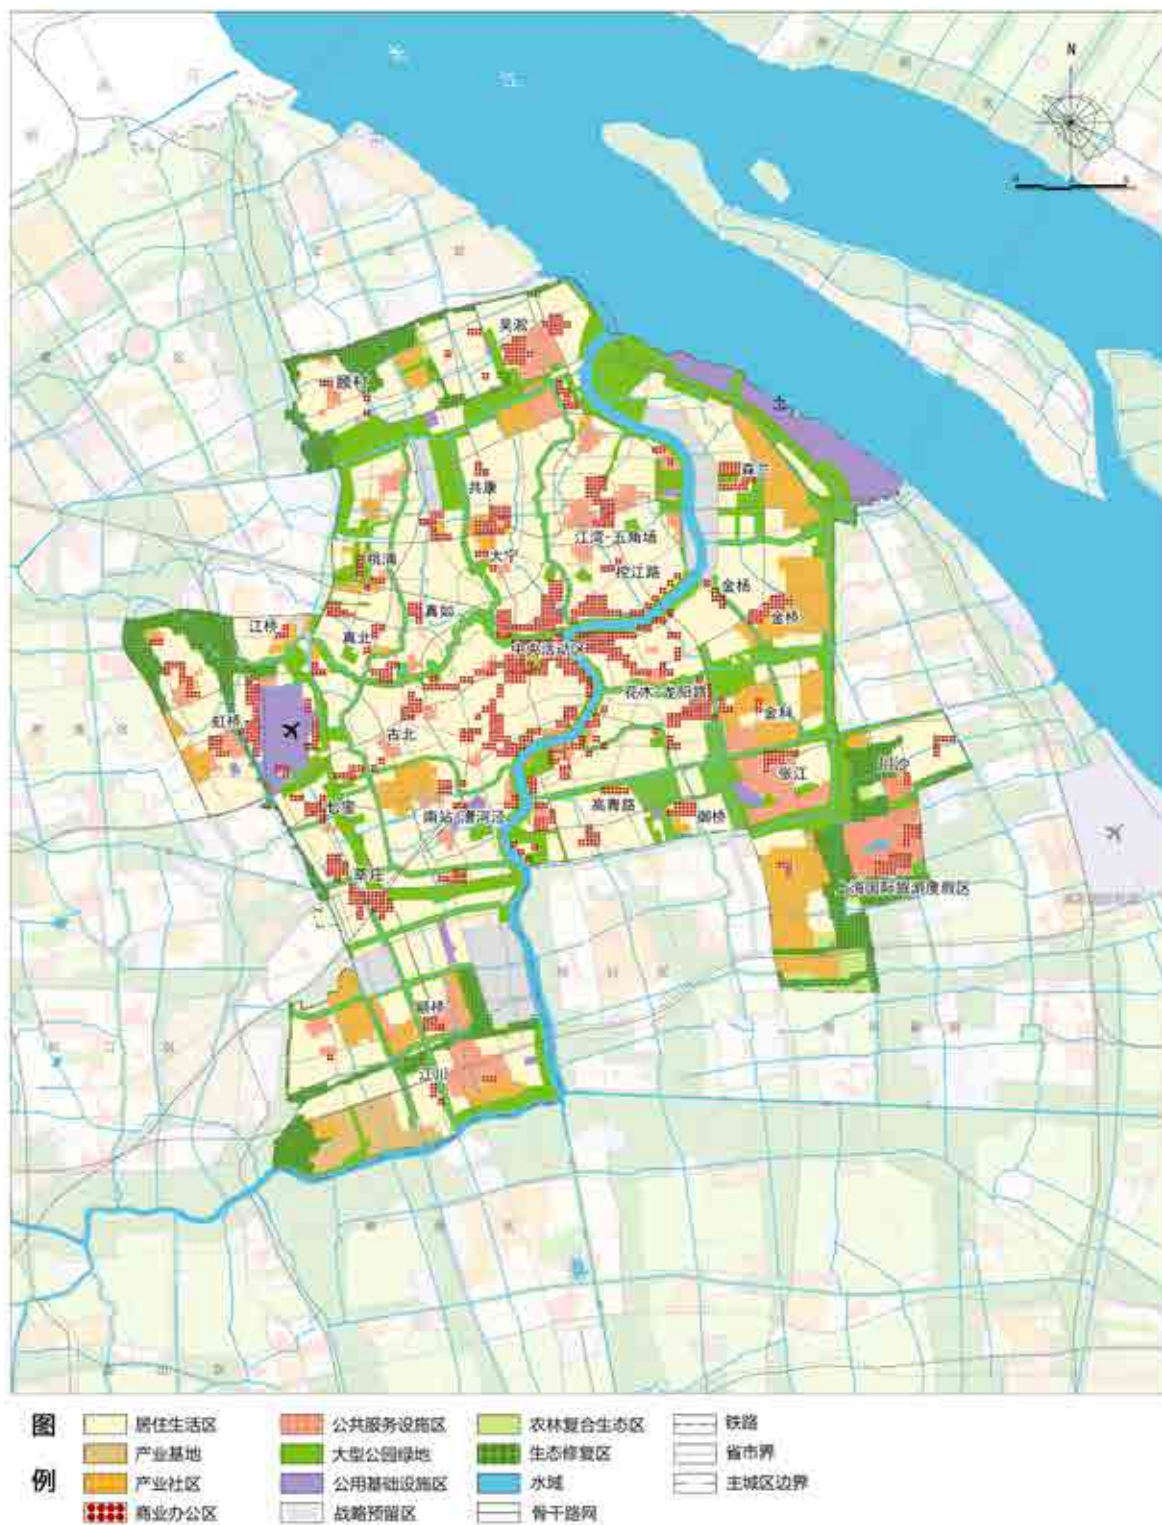 长
江
N
吴淞
顾村
森兰
共康
江湾-五角场
大宁
桃浦
控江路
金杨
真如
金桥
江桥
真北
中央活动区
花木-龙阳路
虹桥
金科
古北
川沙
张江
七宝
高青路
御桥
南站-漕河泾
莘庄
上海国际旅游度假区
颛桥
江川
图例
居住生活区
公共服务设施区
农林复合生态区
铁路
产业基地
大型公园绿地
生态修复区
省市界
产业社区
公用基础设施区
水域
主城区边界
商业办公区
战略预留区
骨干路网